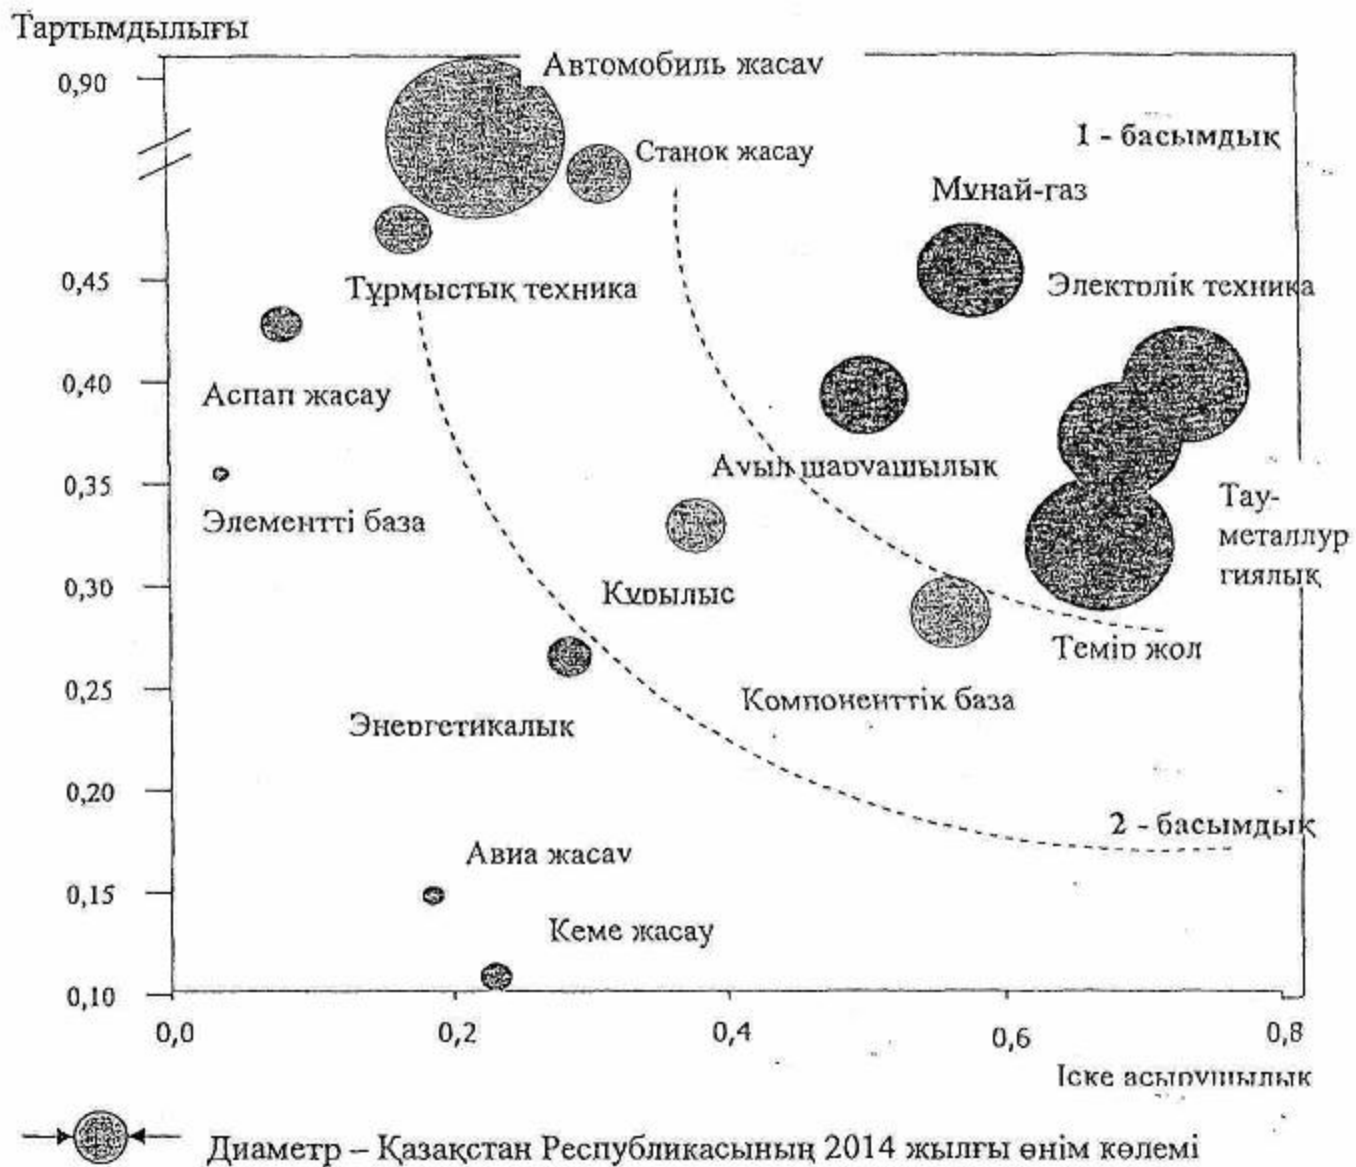 Тартымдылығы
0,90
Автомобиль жасау
1 - басымдық
Станок жасау
Мұнай-газ
0,45
Тұрмыстық техника
Электрлік техника
0,40
Аспап жасау
0,35
Ауыл шаруашылық
Тау-
металлур
гиялық
Элементті база
0,30
Құрылыс
Темір жол
0,25
Компоненттік база
Энергетикалық
0,20
2 - басымдық
Авиа жасау
0,15
Кеме жасау
0,10
0,0
0,2
0,4
0,6
0,8
Іске асырушылық
Диаметр – Қазақстан Республикасының 2014 жылғы өнім көлемі